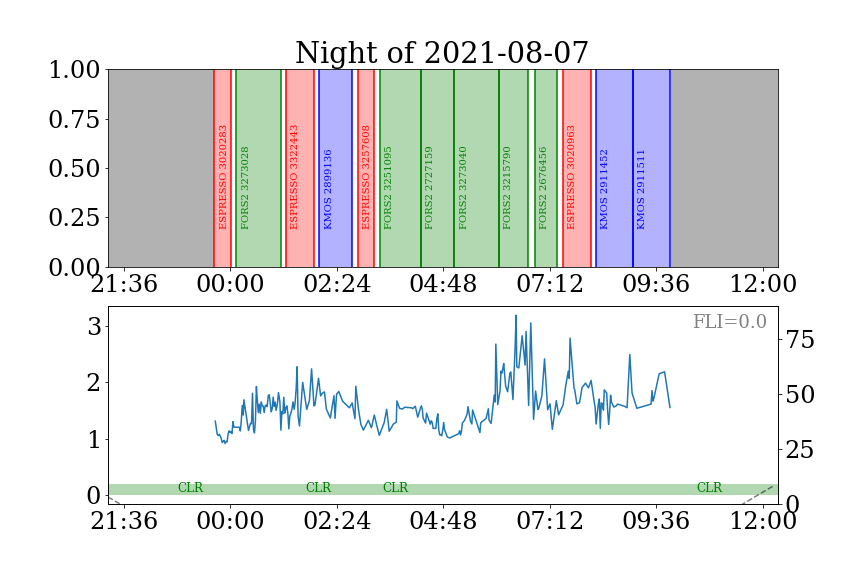 Night of 2021-08-07
1.00
0.75
0.50
0.25
0.00
ESPRESSO 3020283
FORS2 3273028
ESPRESSO 3322443
KMOS 2899136
ESPRESSO 3257608
FORS2 3251095
FORS2 2727159
FORS2 3273040
FORS2 3215790
FORS2 2676456
ESPRESSO 3020963
KMOS 2911452
KMOS 2911511
21:36 00:00 02:24 04:48 07:12 09:36 12:00
FLI=0.0
3
2
1
0
75
50
25
0
CLR CLR CLR CLR
21:36 00:00 02:24 04:48 07:12 09:36 12:00